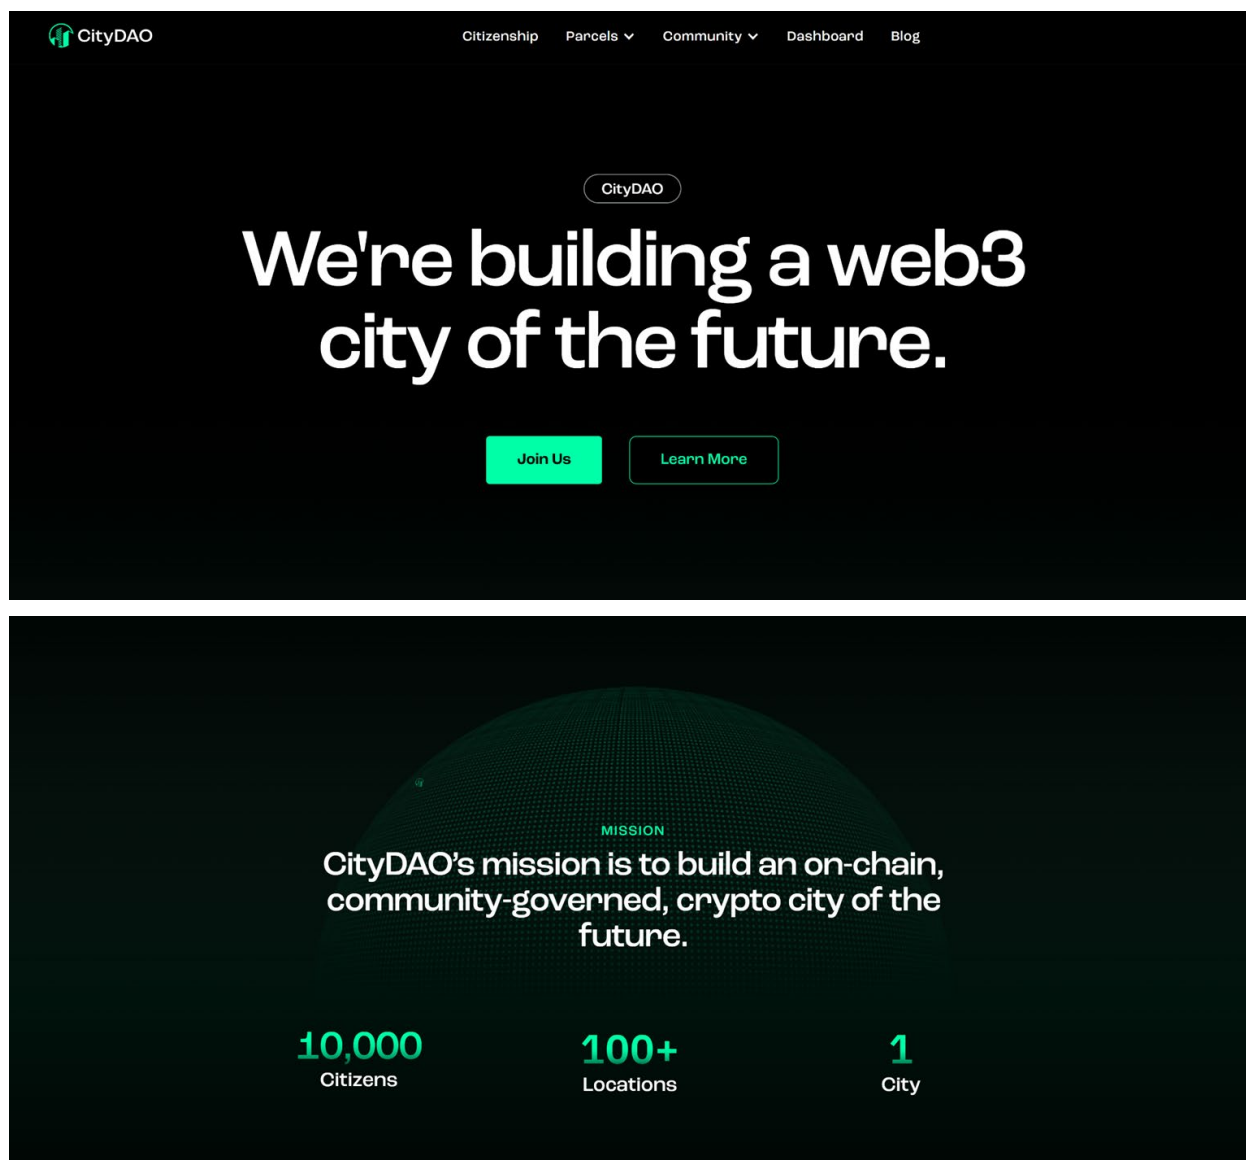 CityDAO
Citizenship Parcels Community Dashboard Blog
CityDAO
We're building a web3
city of the future.
Join Us Learn More
MISSION
CityDAO’s mission is to build an on-chain,
community-governed, crypto city of the
future.
10,000 100+ 1
Citizens Locations City